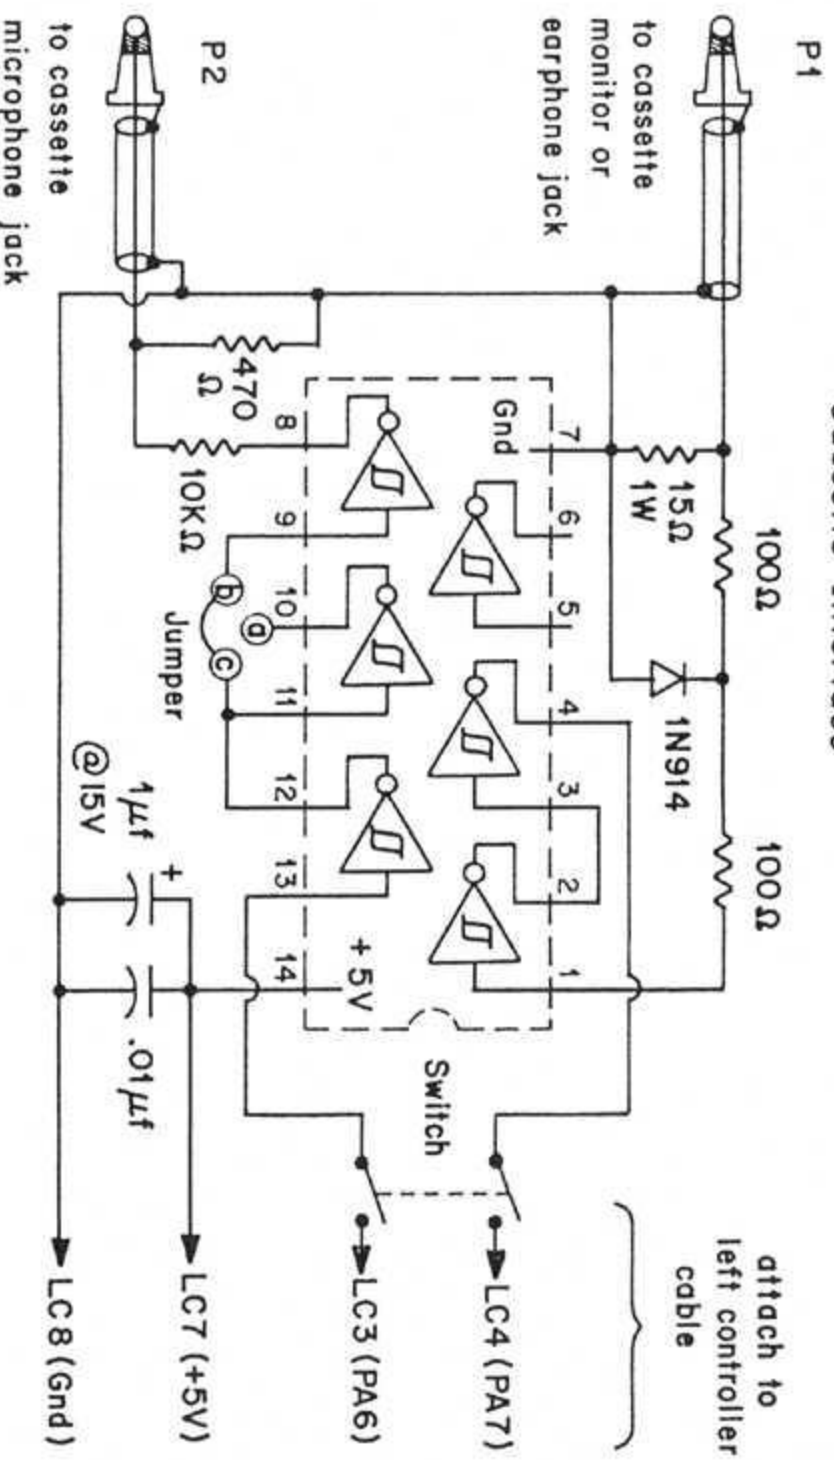 P1
to cassette
monitor or
earphone jack
100Ω
100Ω
15Ω
1W
1N914
attach to
left controller
cable
7
6
5
4
3
2
1
Gnd
LC4 (PA7)
Switch
+5V
LC3 (PA6)
8
9
10
11
12
13
14
P2
470
Ω
10KΩ
a
b
c
Jumper
LC7 (+5V)
+
1µf
@15V
.01µf
LC8 (Gnd)
to cassette
microphone jack